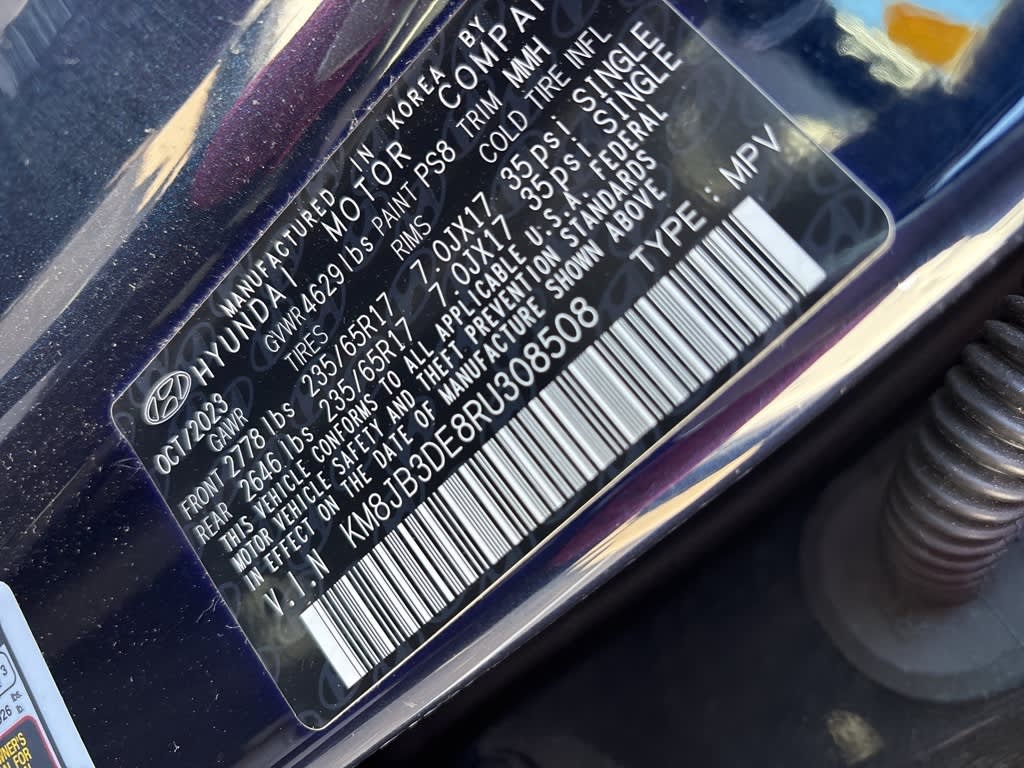 MANUFACTURED IN KOREA BY
HYUNDAI MOTOR COMPAN
OCT/2023 GVWR 4629 lbs PAINT PS8 TRIM MMH
GAWR TIRES RIMS COLD TIRE INFL
FRONT 2778 lbs 235/65R17 7.0JX17 35psi SINGLE
REAR 2646 lbs 235/65R17 7.0JX17 35psi SINGLE
THIS VEHICLE CONFORMS TO ALL APPLICABLE U.S.A. FEDERAL
MOTOR VEHICLE SAFETY AND THEFT PREVENTION STANDARDS
IN EFFECT ON THE DATE OF MANUFACTURE SHOWN ABOVE
V.I.N KM8JB3DE8RU308508 TYPE : MPV